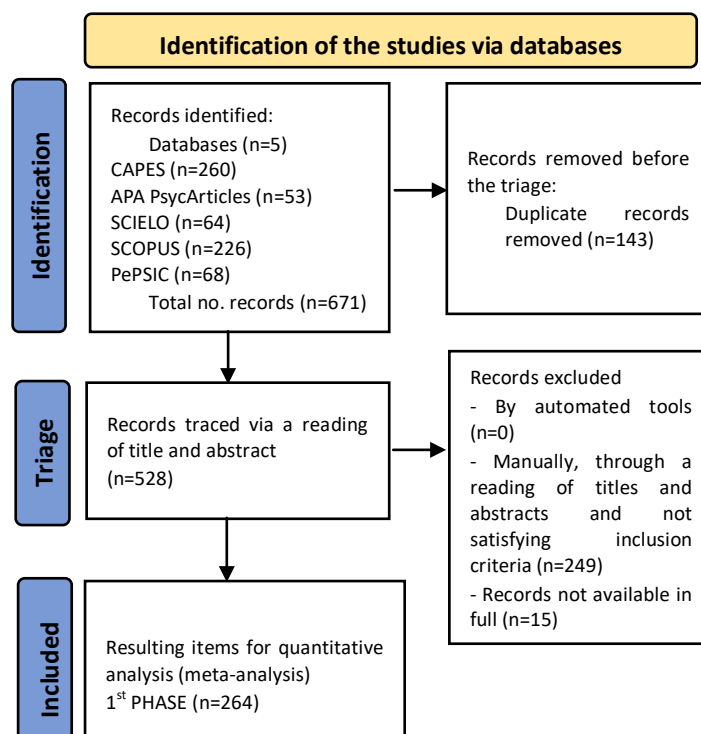 Identification of the studies via databases
Identification
Records identified:
Databases (n=5)
CAPES (n=260)
APA PsycArticles (n=53)
SCIELO (n=64)
SCOPUS (n=226)
PePSIC (n=68)
Total no. records (n=671)
Records removed before
the triage:
Duplicate records
removed (n=143)
Triage
Records traced via a reading
of title and abstract
(n=528)
Records excluded
- By automated tools
(n=0)
- Manually, through a
reading of titles and
abstracts and not
satisfying inclusion
criteria (n=249)
- Records not available in
full (n=15)
Included
Resulting items for quantitative
analysis (meta-analysis)
1st PHASE (n=264)